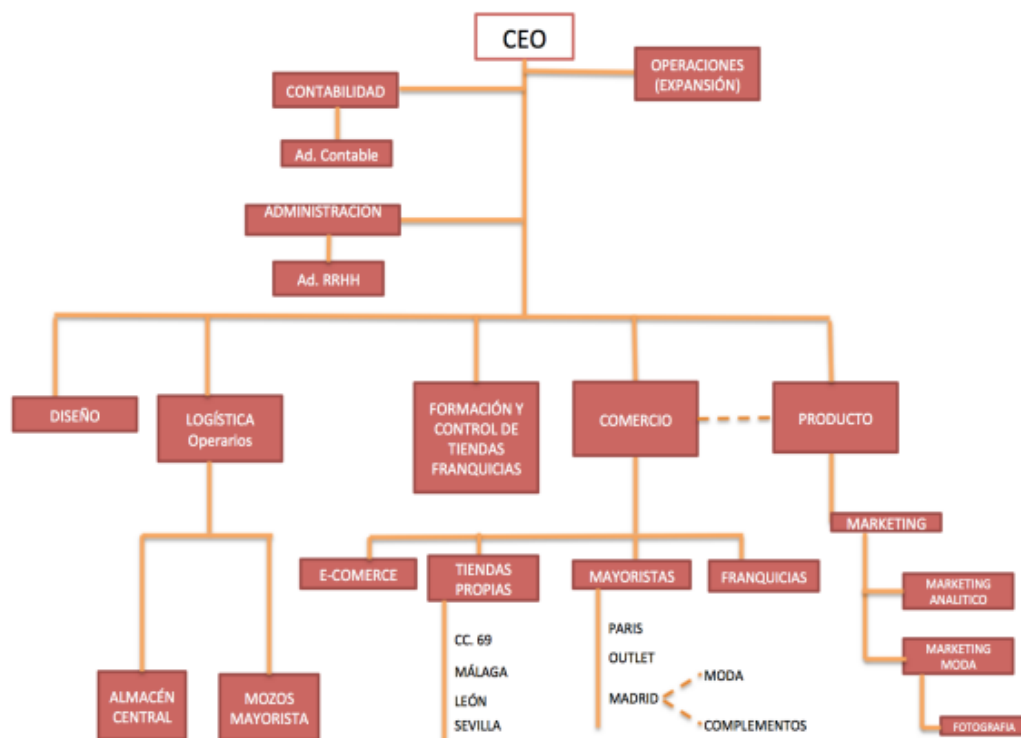 CEO
OPERACIONES
(EXPANSIÓN)
CONTABILIDAD
Ad. Contable
ADMINISTRACIÓN
Ad. RRHH
DISEÑO
LOGÍSTICA
Operarios
FORMACIÓN Y
CONTROL DE
TIENDAS
FRANQUICIAS
COMERCIO
PRODUCTO
MARKETING
E-COMERCE
TIENDAS
PROPIAS
MAYORISTAS
FRANQUICIAS
MARKETING
ANALITICO
CC. 69
MÁLAGA
LEÓN
SEVILLA
PARIS
OUTLET
MADRID
MODA
COMPLEMENTOS
MARKETING
MODA
ALMACÉN
CENTRAL
MOZOS
MAYORISTA
FOTOGRAFIA